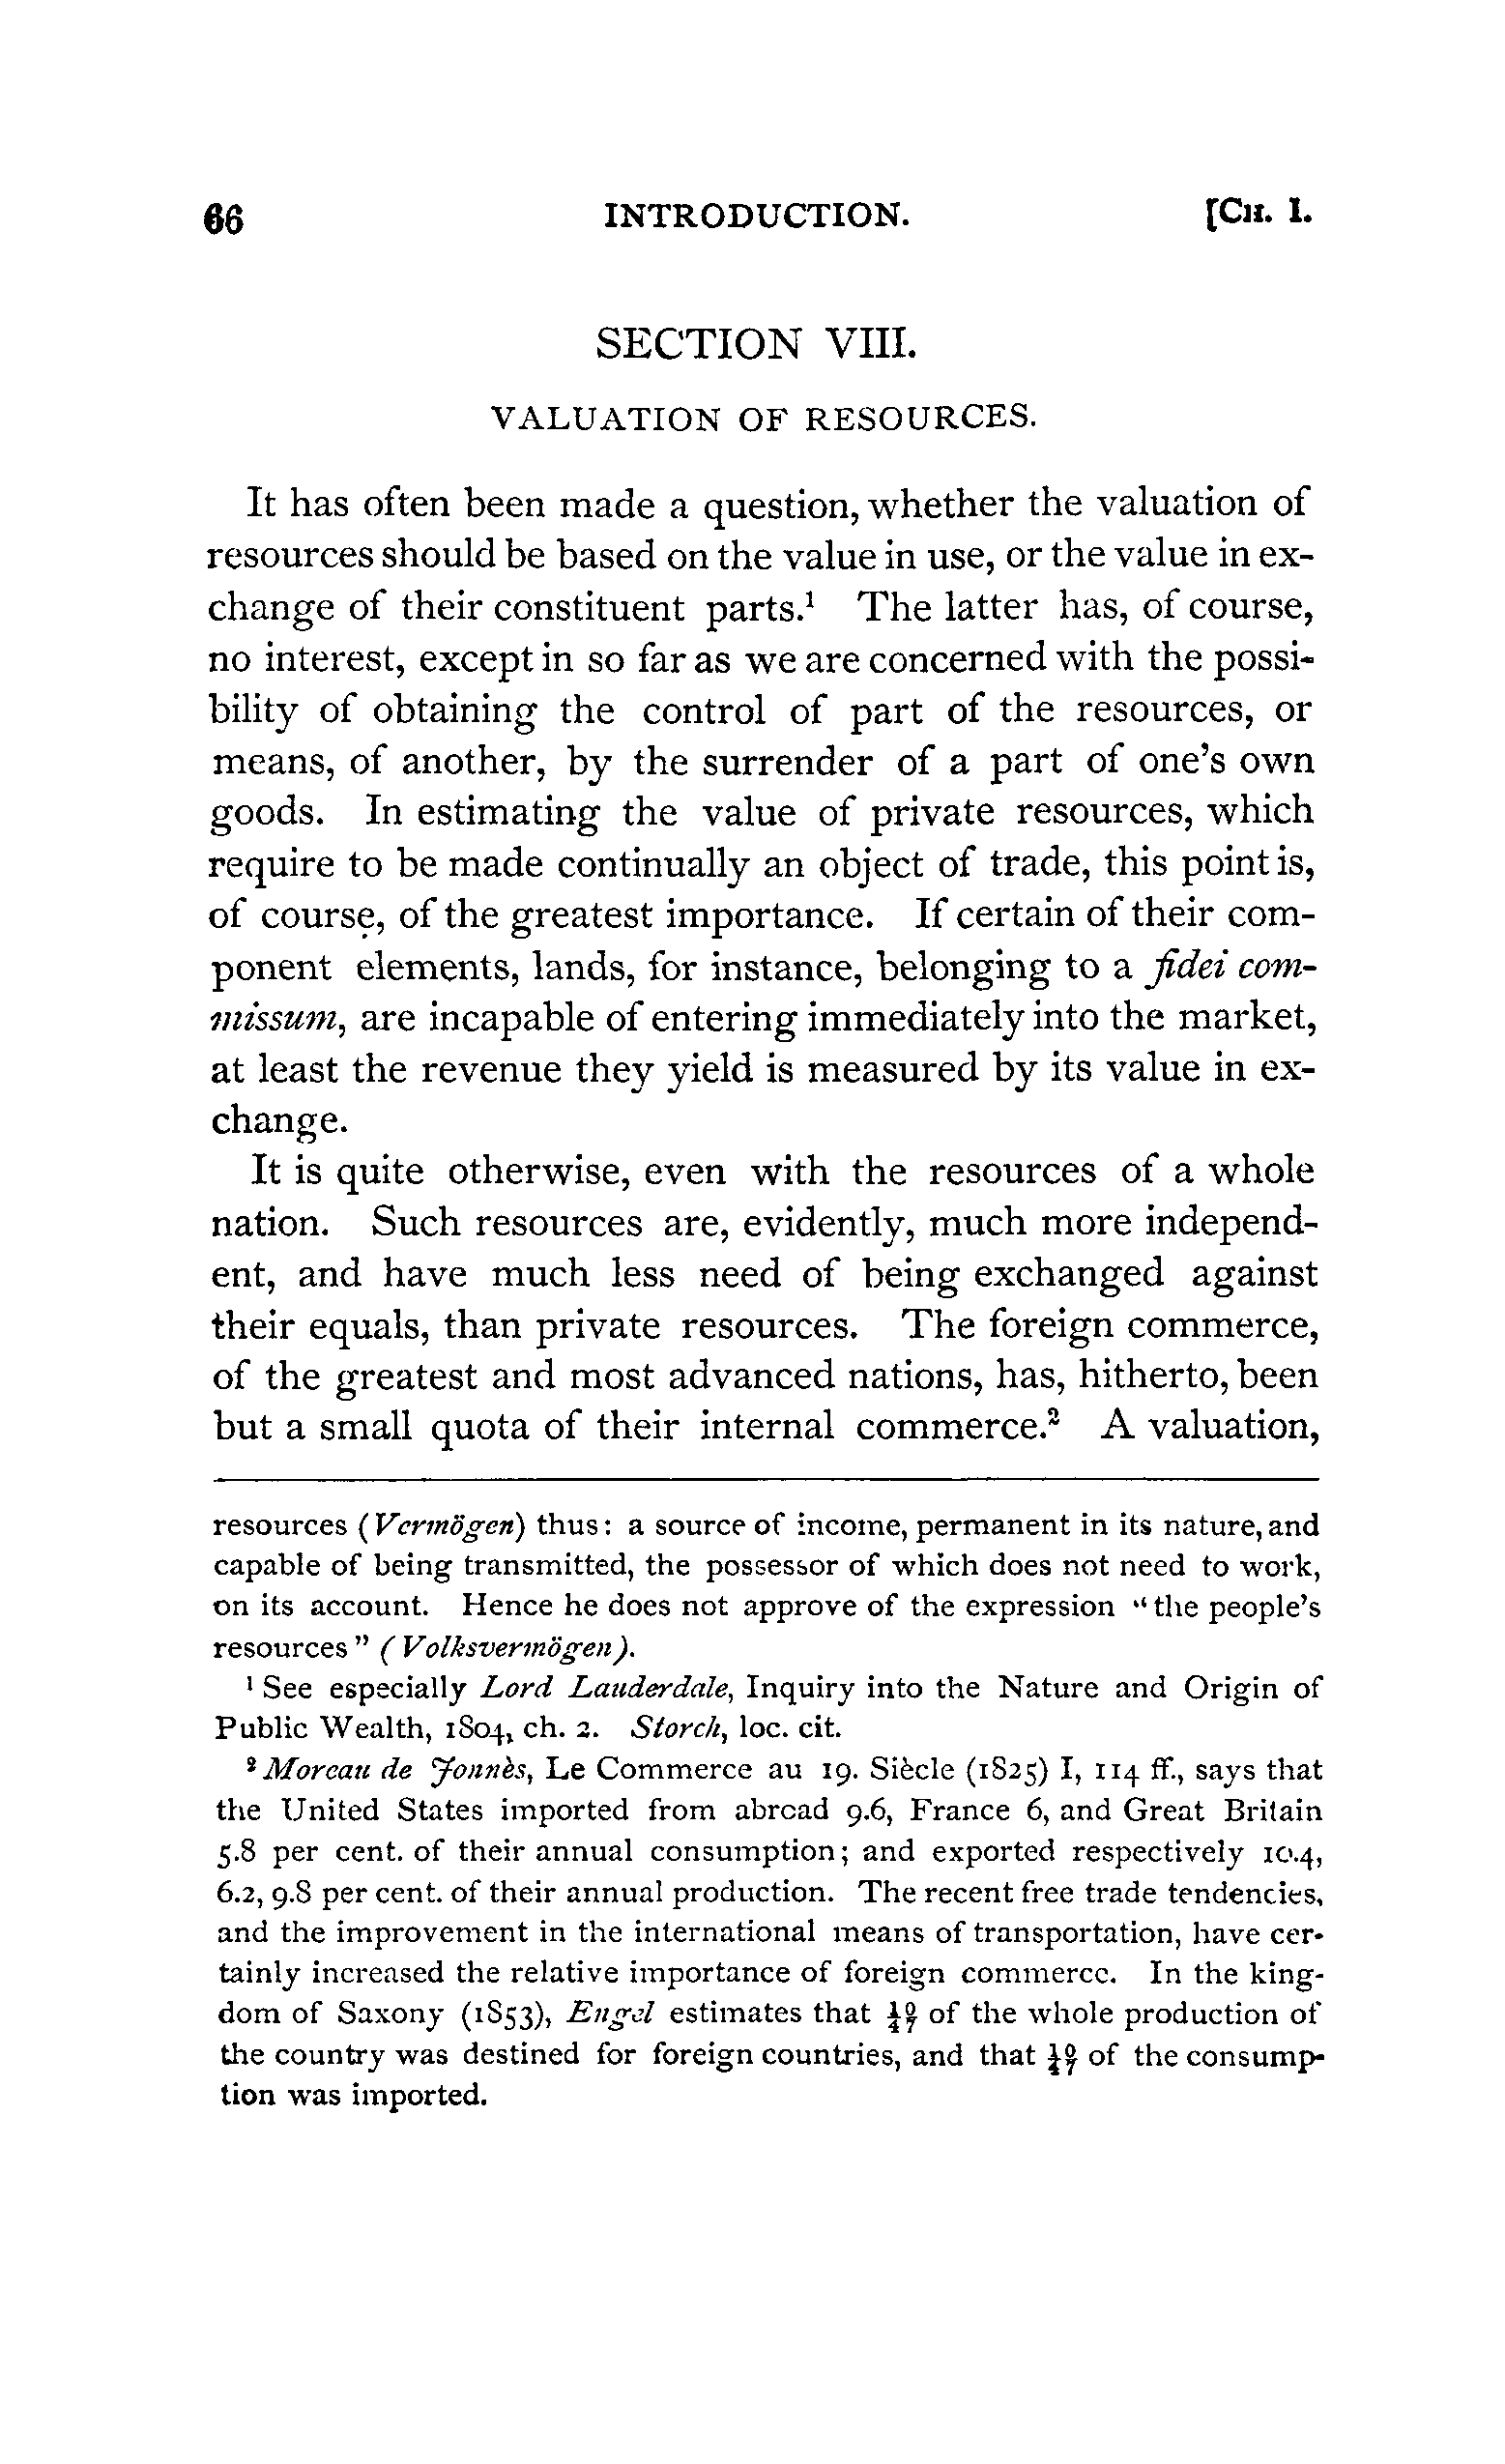 66 INTRODUCTION. [CH. I.
SECTION VIII.
VALUATION OF RESOURCES.
It has often been made a question, whether the valuation of
resources should be based on the value in use, or the value in ex-
change of their constituent parts.¹ The latter has, of course,
no interest, except in so far as we are concerned with the possi-
bility of obtaining the control of part of the resources, or
means, of another, by the surrender of a part of one's own
goods. In estimating the value of private resources, which
require to be made continually an object of trade, this point is,
of course, of the greatest importance. If certain of their com-
ponent elements, lands, for instance, belonging to a fidei com-
missum, are incapable of entering immediately into the market,
at least the revenue they yield is measured by its value in ex-
change.
It is quite otherwise, even with the resources of a whole
nation. Such resources are, evidently, much more independ-
ent, and have much less need of being exchanged against
their equals, than private resources. The foreign commerce,
of the greatest and most advanced nations, has, hitherto, been
but a small quota of their internal commerce.² A valuation,
resources (Vermögen) thus: a source of income, permanent in its nature, and
capable of being transmitted, the possessor of which does not need to work,
on its account. Hence he does not approve of the expression "the people's
resources" (Volksvermögen).
¹ See especially Lord Lauderdale, Inquiry into the Nature and Origin of
Public Wealth, 1804, ch. 2. Storch, loc. cit.
² Moreau de Jonnès, Le Commerce au 19. Siècle (1825) I, 114 ff., says that
the United States imported from abroad 9.6, France 6, and Great Britain
5.8 per cent. of their annual consumption; and exported respectively 10.4,
6.2, 9.8 per cent. of their annual production. The recent free trade tendencies,
and the improvement in the international means of transportation, have cer-
tainly increased the relative importance of foreign commerce. In the king-
dom of Saxony (1853), Engel estimates that of the whole production of
the country was destined for foreign countries, and that of the consump-
tion was imported.